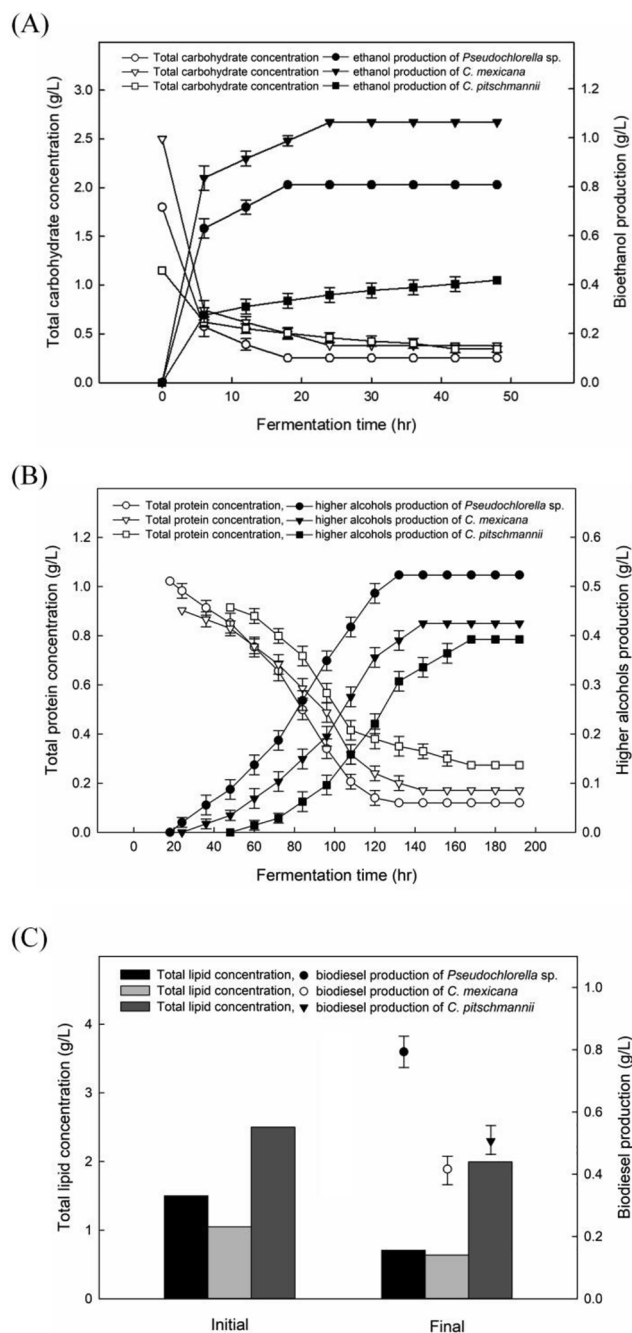 (A)
Total carbohydrate concentration ethanol production of Pseudochlorella sp.
Total carbohydrate concentration ethanol production of C. mexicana
Total carbohydrate concentration ethanol production of C. pitschmannii
Total carbohydrate concentration (g/L)
3.0
2.5
2.0
1.5
1.0
0.5
0.0
1.2
1.0
0.8
0.6
0.4
0.2
0.0
Bioethanol production (g/L)
0 10 20 30 40 50
Fermentation time (hr)
(B)
Total protein concentration, higher alcohols production of Pseudochlorella sp.
Total protein concentration, higher alcohols production of C. mexicana
Total protein concentration, higher alcohols production of C. pitschmannii
Total protein concentration (g/L)
1.2
1.0
0.8
0.6
0.4
0.2
0.0
0.6
0.5
0.4
0.3
0.2
0.1
0.0
Higher alcohols production (g/L)
0 20 40 60 80 100 120 140 160 180 200
Fermentation time (hr)
(C)
Total lipid concentration, biodiesel production of Pseudochlorella sp.
Total lipid concentration, biodiesel production of C. mexicana
Total lipid concentration, biodiesel production of C. pitschmannii
Total lipid concentration (g/L)
4
3
2
1
0
1.0
0.8
0.6
0.4
0.2
0.0
Biodiesel production (g/L)
Initial Final